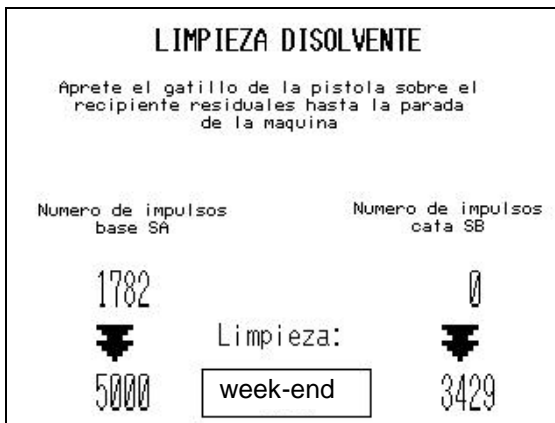 LIMPIEZA DISOLVENTE
Aprete el gatillo de la pistola sobre el
recipiente residuales hasta la parada
de la maquina
Numero de impulsos
base SA
Numero de impulsos
cata SB
1782
0
Limpieza:
5000
week-end
3429